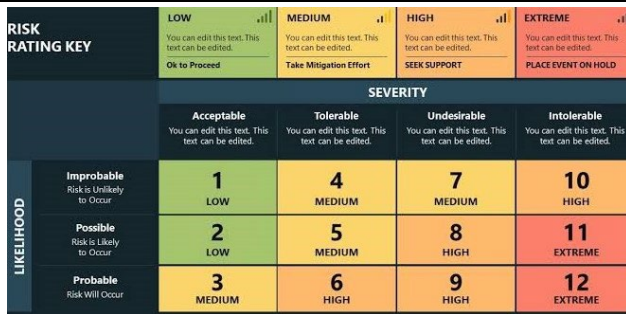 RISK
RATING KEY
LOW
You can edit this text. This
text can be edited.
Ok to Proceed
MEDIUM
You can edit this text. This
text can be edited.
Take Mitigation Effort
HIGH
You can edit this text. This
text can be edited.
SEEK SUPPORT
EXTREME
You can edit this text. This
text can be edited.
PLACE EVENT ON HOLD
SEVERITY
Acceptable
You can edit this text. This
text can be edited.
Tolerable
You can edit this text. This
text can be edited.
Undesirable
You can edit this text. This
text can be edited.
Intolerable
You can edit this text. This
text can be edited.
LIKELIHOOD
Improbable
Risk is Unlikely
to Occur
1
LOW
4
MEDIUM
7
MEDIUM
10
HIGH
Possible
Risk is Likely
to Occur
2
LOW
5
MEDIUM
8
HIGH
11
EXTREME
Probable
Risk Will Occur
3
MEDIUM
6
HIGH
9
HIGH
12
EXTREME